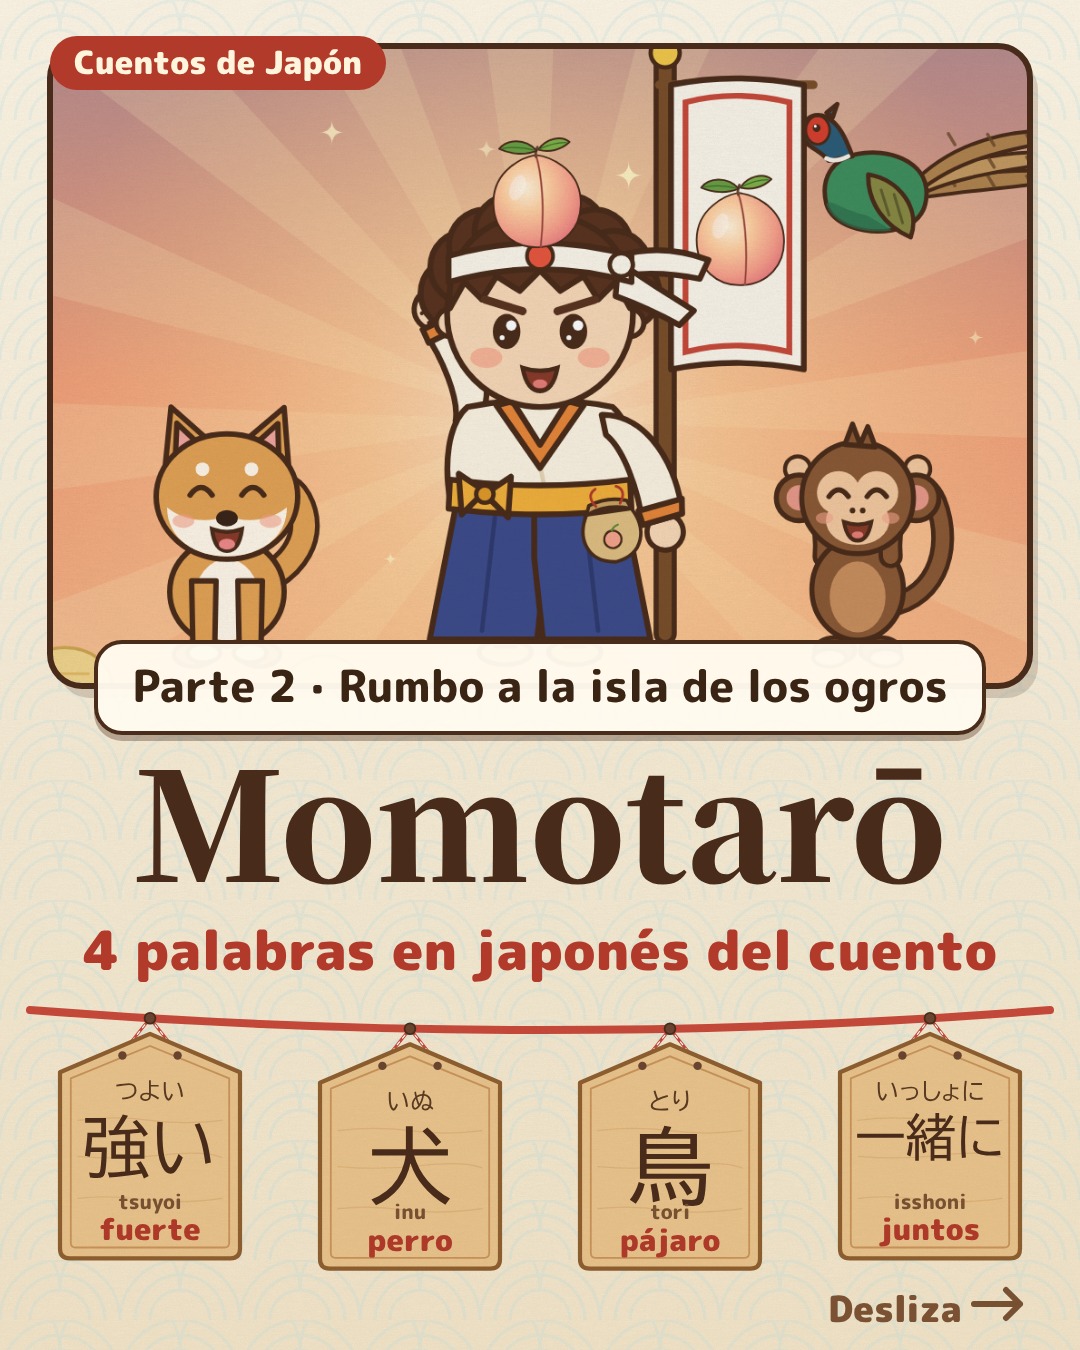 Cuentos de Japón
Parte 2 · Rumbo a la isla de los ogros
Momotarō
4 palabras en japonés del cuento
つよい
強い
tsuyoi
fuerte
いぬ
犬
inu
perro
とり
鳥
tori
pájaro
いっしょに
一緒に
isshoni
juntos
Desliza →